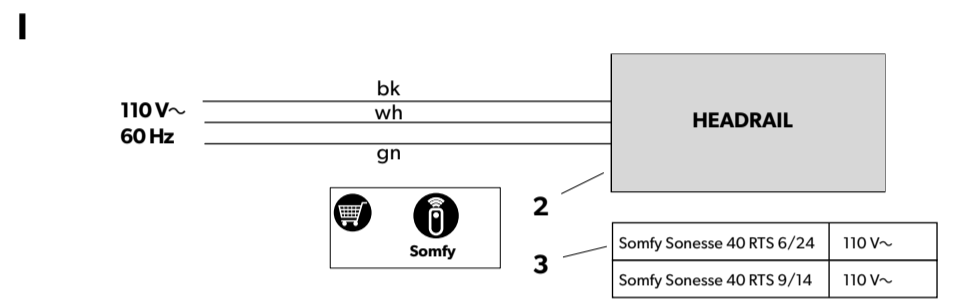 I
bk
110 V~
wh
60 Hz
gn
HEADRAIL
2
Somfy
3
Somfy Sonesse 40 RTS 6/24 110 V~
Somfy Sonesse 40 RTS 9/14 110 V~